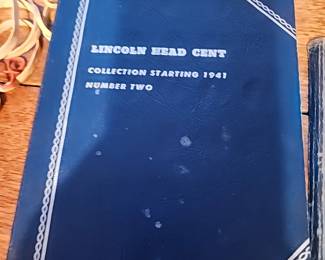 LINCOLN HEAD CENT
COLLECTION STARTING 1941
NUMBER TWO